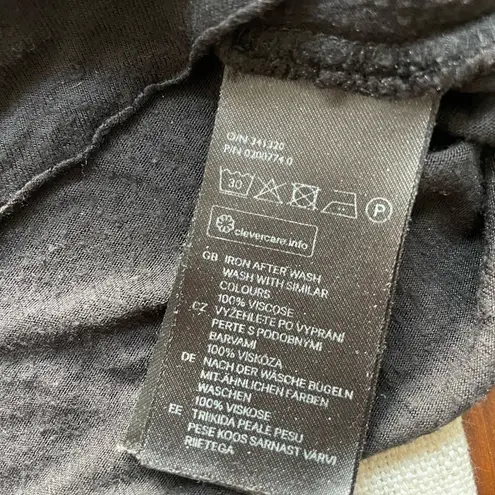 O/N: 341320
P/N 0200774.0
30
P
clevercare.info
GB IRON AFTER WASH
WASH WITH SIMILAR
COLOURS
100% VISCOSE
CZ VYŽEHLETE PO VYPRÁNÍ
PERTE S PODOBNÝMI
BARVAMI
100% VISKÓZA
DE NACH DER WÄSCHE BÜGELN
MIT ÄHNLICHEN FARBEN
WASCHEN
100% VISKOSE
EE TRIIKIDA PEALE PESU
PESE KOOS SARNAST VÄRVI
RIIETEGA